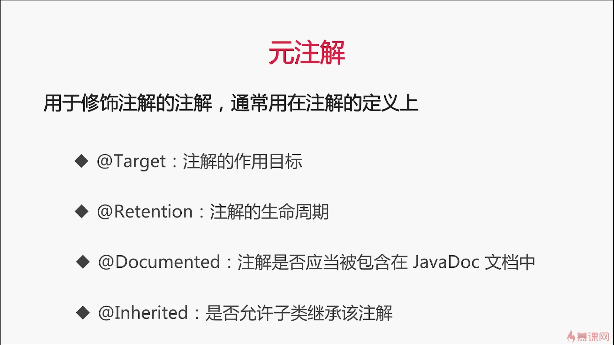 元注解
用于修饰注解的注解，通常用在注解的定义上
◆ @Target：注解的作用目标
◆ @Retention：注解的生命周期
◆ @Documented：注解是否应当被包含在 JavaDoc 文档中
◆ @Inherited：是否允许子类继承该注解
慕课网